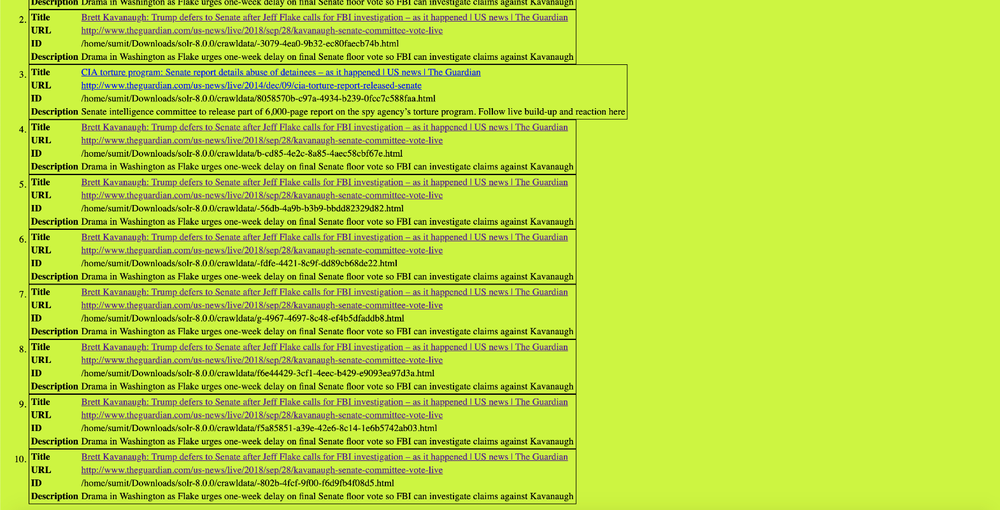 Description Drama in Washington as Flake urges one-week delay on final Senate floor vote so FBI can investigate claims against Kavanaugh
2. Title Brett Kavanaugh: Trump defers to Senate after Jeff Flake calls for FBI investigation – as it happened | US news | The Guardian
URL http://www.theguardian.com/us-news/live/2018/sep/28/kavanaugh-senate-committee-vote-live
ID /home/sumit/Downloads/solr-8.0.0/crawldata/-3079-4ea0-9b32-ec80faecb74b.html
Description Drama in Washington as Flake urges one-week delay on final Senate floor vote so FBI can investigate claims against Kavanaugh
3. Title CIA torture program: Senate report details abuse of detainees – as it happened | US news | The Guardian
URL http://www.theguardian.com/us-news/live/2014/dec/09/cia-torture-report-released-senate
ID /home/sumit/Downloads/solr-8.0.0/crawldata/8058570b-c97a-4934-b239-0fcc7c588faa.html
Description Senate intelligence committee to release part of 6,000-page report on the spy agency’s torture program. Follow live build-up and reaction here
4. Title Brett Kavanaugh: Trump defers to Senate after Jeff Flake calls for FBI investigation – as it happened | US news | The Guardian
URL http://www.theguardian.com/us-news/live/2018/sep/28/kavanaugh-senate-committee-vote-live
ID /home/sumit/Downloads/solr-8.0.0/crawldata/b-cd85-4e2c-8a85-4aec58cbf67e.html
Description Drama in Washington as Flake urges one-week delay on final Senate floor vote so FBI can investigate claims against Kavanaugh
5. Title Brett Kavanaugh: Trump defers to Senate after Jeff Flake calls for FBI investigation – as it happened | US news | The Guardian
URL http://www.theguardian.com/us-news/live/2018/sep/28/kavanaugh-senate-committee-vote-live
ID /home/sumit/Downloads/solr-8.0.0/crawldata/-56db-4a9b-b3b9-bbdd82329d82.html
Description Drama in Washington as Flake urges one-week delay on final Senate floor vote so FBI can investigate claims against Kavanaugh
6. Title Brett Kavanaugh: Trump defers to Senate after Jeff Flake calls for FBI investigation – as it happened | US news | The Guardian
URL http://www.theguardian.com/us-news/live/2018/sep/28/kavanaugh-senate-committee-vote-live
ID /home/sumit/Downloads/solr-8.0.0/crawldata/-fdfe-4421-8c9f-dd89cb68de22.html
Description Drama in Washington as Flake urges one-week delay on final Senate floor vote so FBI can investigate claims against Kavanaugh
7. Title Brett Kavanaugh: Trump defers to Senate after Jeff Flake calls for FBI investigation – as it happened | US news | The Guardian
URL http://www.theguardian.com/us-news/live/2018/sep/28/kavanaugh-senate-committee-vote-live
ID /home/sumit/Downloads/solr-8.0.0/crawldata/g-4967-4697-8c48-ef4b5dfaddb8.html
Description Drama in Washington as Flake urges one-week delay on final Senate floor vote so FBI can investigate claims against Kavanaugh
8. Title Brett Kavanaugh: Trump defers to Senate after Jeff Flake calls for FBI investigation – as it happened | US news | The Guardian
URL http://www.theguardian.com/us-news/live/2018/sep/28/kavanaugh-senate-committee-vote-live
ID /home/sumit/Downloads/solr-8.0.0/crawldata/f6e44429-3cf1-4eec-b429-e9093ea97d3a.html
Description Drama in Washington as Flake urges one-week delay on final Senate floor vote so FBI can investigate claims against Kavanaugh
9. Title Brett Kavanaugh: Trump defers to Senate after Jeff Flake calls for FBI investigation – as it happened | US news | The Guardian
URL http://www.theguardian.com/us-news/live/2018/sep/28/kavanaugh-senate-committee-vote-live
ID /home/sumit/Downloads/solr-8.0.0/crawldata/f5a85851-a39e-42e6-8c14-1e6b5742ab03.html
Description Drama in Washington as Flake urges one-week delay on final Senate floor vote so FBI can investigate claims against Kavanaugh
10. Title Brett Kavanaugh: Trump defers to Senate after Jeff Flake calls for FBI investigation – as it happened | US news | The Guardian
URL http://www.theguardian.com/us-news/live/2018/sep/28/kavanaugh-senate-committee-vote-live
ID /home/sumit/Downloads/solr-8.0.0/crawldata/-802b-4fcf-9f00-f6d9fb4f08d5.html
Description Drama in Washington as Flake urges one-week delay on final Senate floor vote so FBI can investigate claims against Kavanaugh